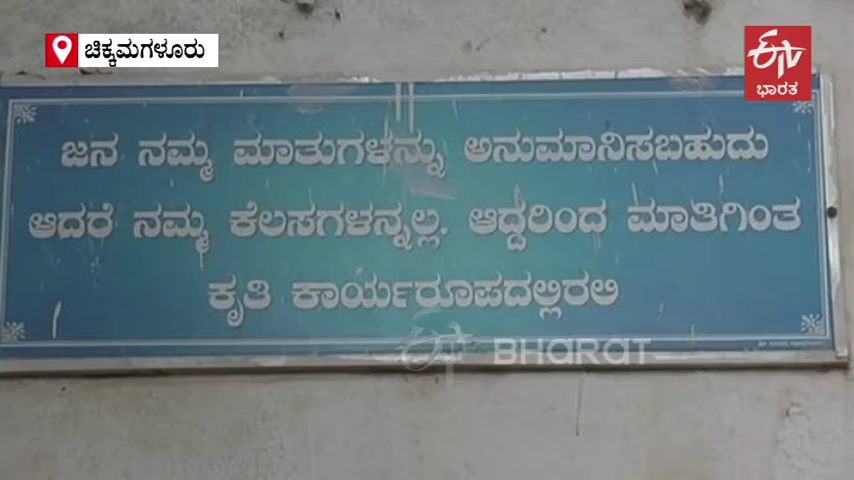 ಚಿಕ್ಕಮಗಳೂರು
ಭಾರತ
ಜನ ನಮ್ಮ ಮಾತುಗಳನ್ನು ಅನುಮಾನಿಸಬಹುದು
ಆದರೆ ನಮ್ಮ ಕೆಲಸಗಳನ್ನಲ್ಲ. ಆದ್ದರಿಂದ ಮಾತಿಗಿಂತ
ಕೃತಿ ಕಾರ್ಯರೂಪದಲ್ಲಿರಲಿ
BHARAT